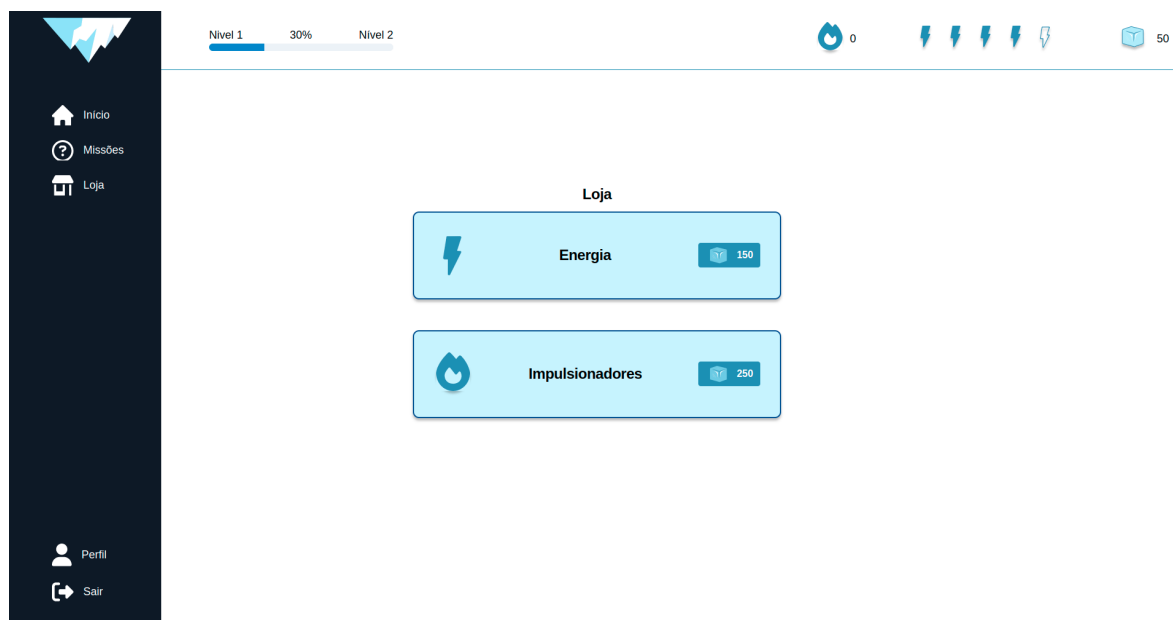 Nivel 1 30% Nivel 2 0 50
Início
Missões
Loja
Loja
Energia 150
Impulsionadores 250
Perfil
Sair